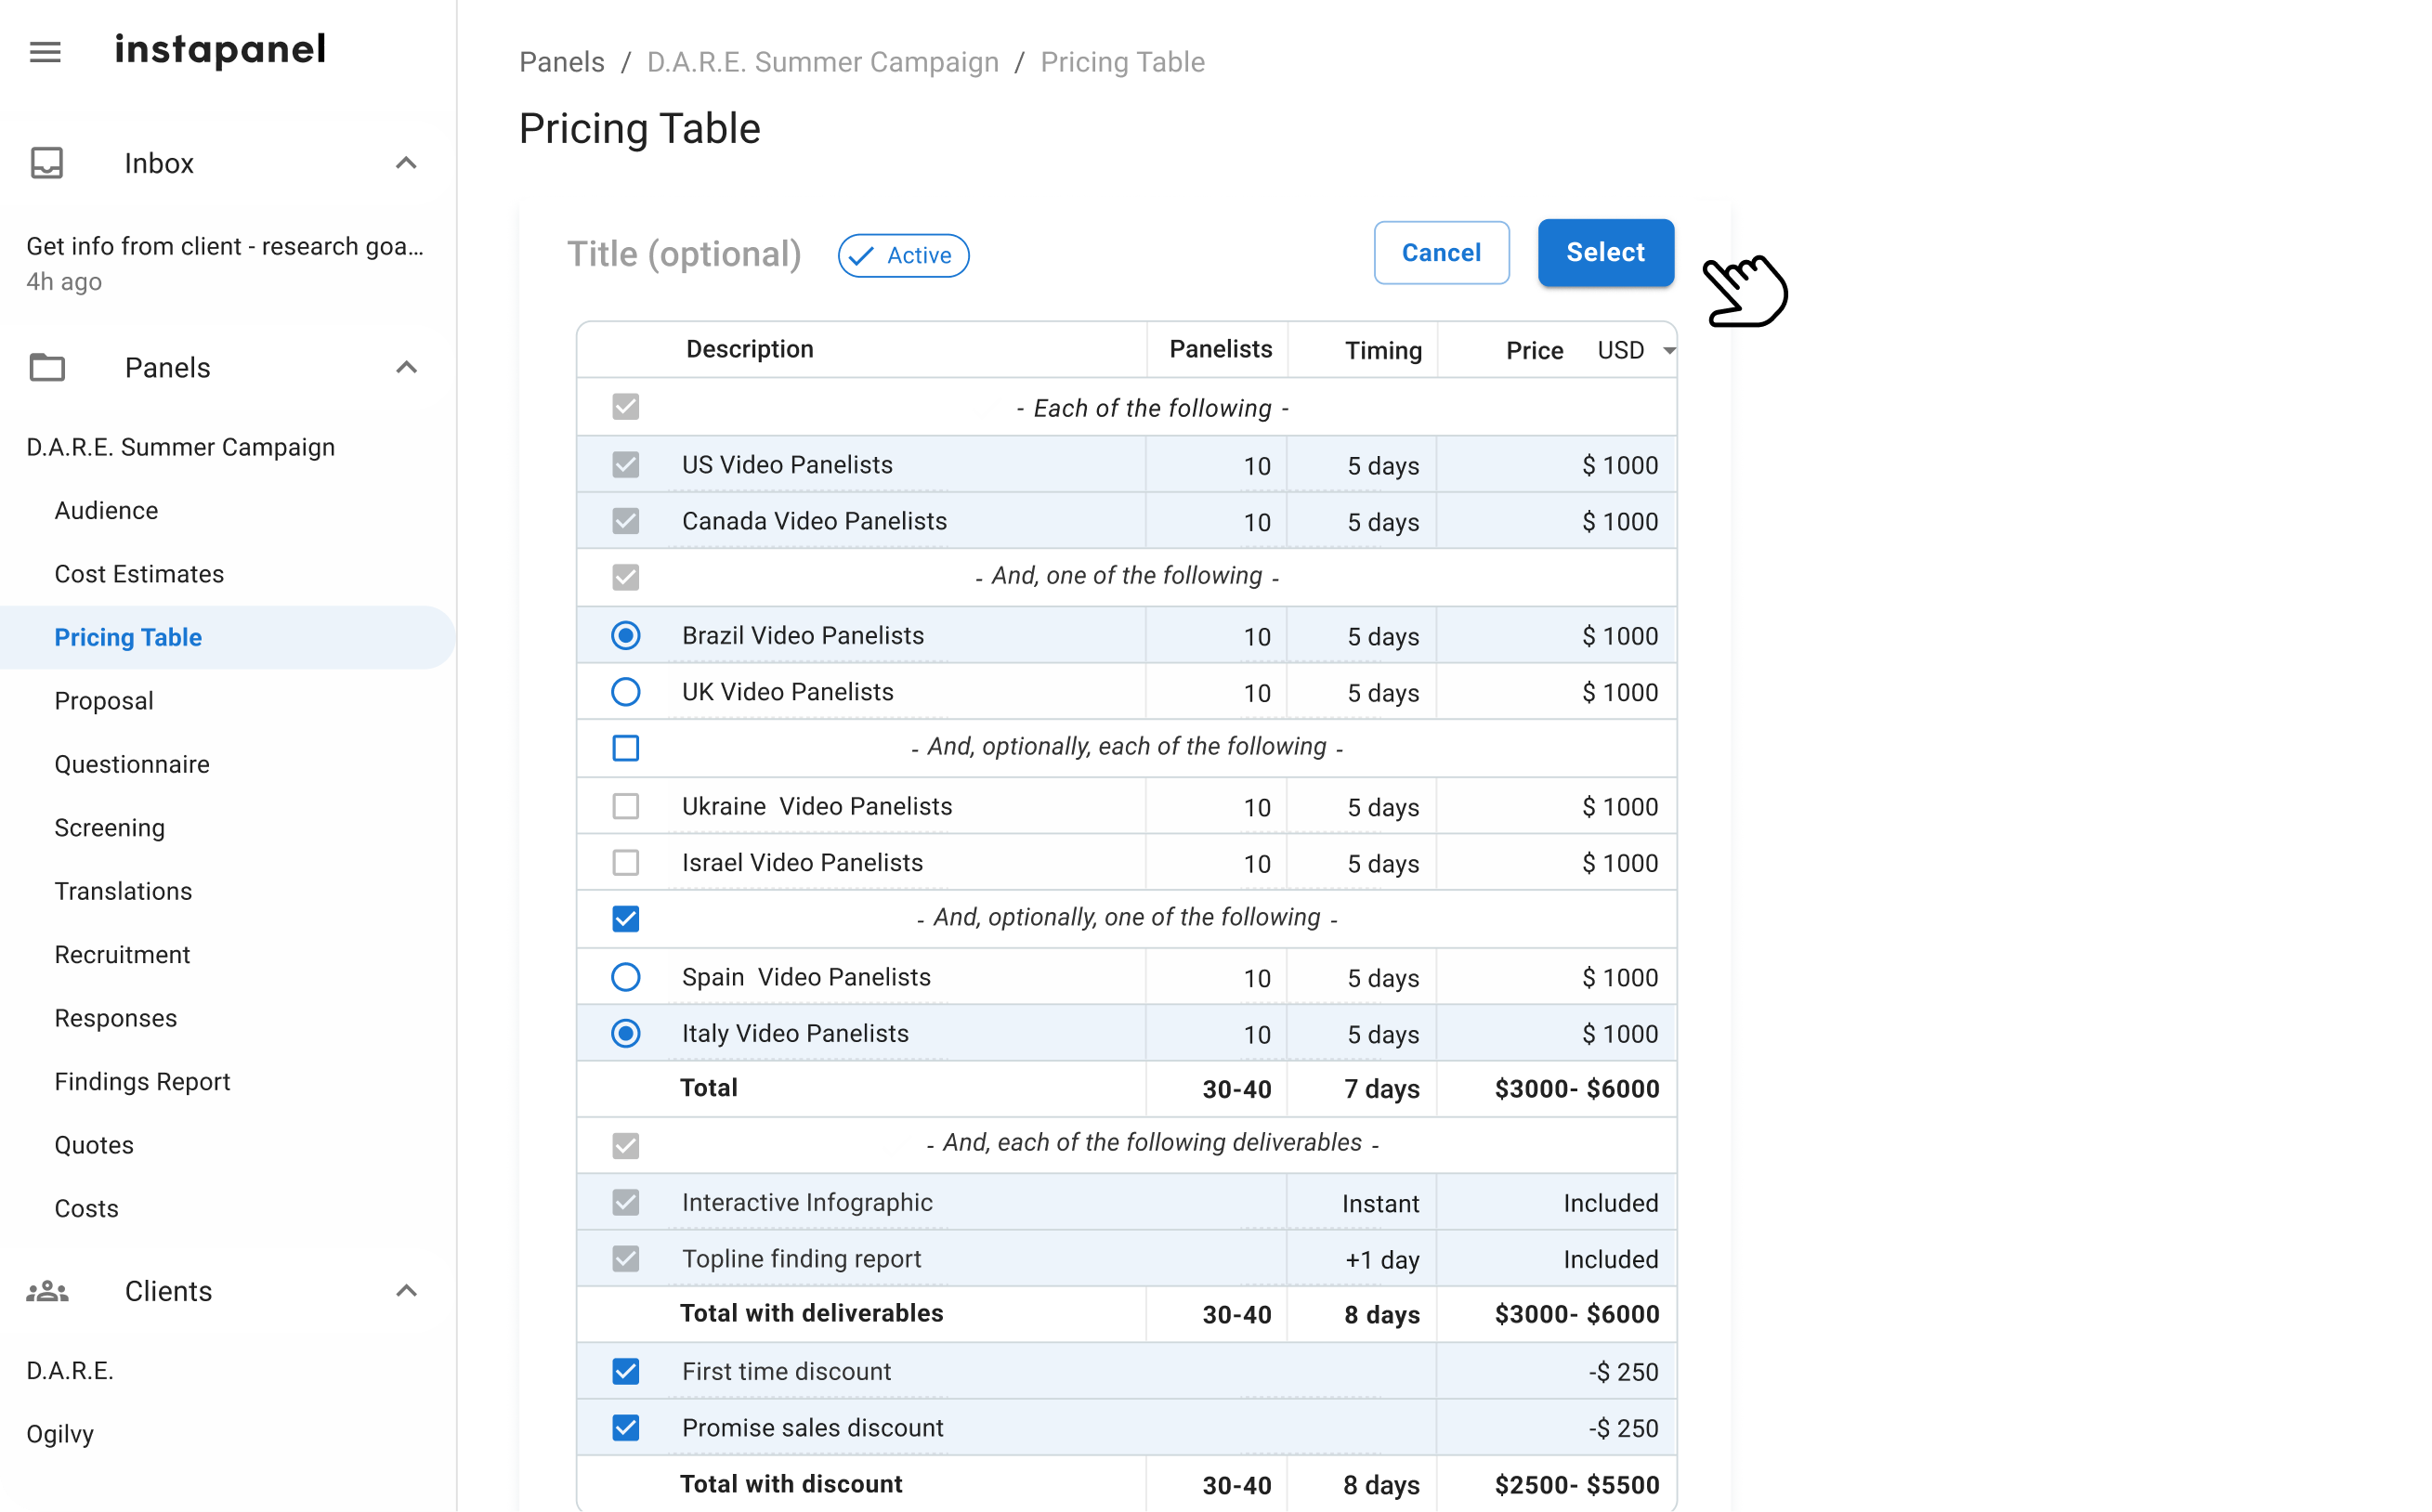 instapanel
Inbox
Get info from client - research goa...
4h ago
Panels
D.A.R.E. Summer Campaign
Audience
Cost Estimates
Pricing Table
Proposal
Questionnaire
Screening
Translations
Recruitment
Responses
Findings Report
Quotes
Costs
Clients
D.A.R.E.
Ogilvy
Panels / D.A.R.E. Summer Campaign / Pricing Table
Pricing Table
Title (optional) Active Cancel Select
Description Panelists Timing Price USD
- Each of the following -
US Video Panelists 10 5 days $ 1000
Canada Video Panelists 10 5 days $ 1000
- And, one of the following -
Brazil Video Panelists 10 5 days $ 1000
UK Video Panelists 10 5 days $ 1000
- And, optionally, each of the following -
Ukraine  Video Panelists 10 5 days $ 1000
Israel Video Panelists 10 5 days $ 1000
- And, optionally, one of the following -
Spain  Video Panelists 10 5 days $ 1000
Italy Video Panelists 10 5 days $ 1000
Total 30-40 7 days $3000- $6000
- And, each of the following deliverables -
Interactive Infographic Instant Included
Topline finding report +1 day Included
Total with deliverables 30-40 8 days $3000- $6000
First time discount -$ 250
Promise sales discount -$ 250
Total with discount 30-40 8 days $2500- $5500